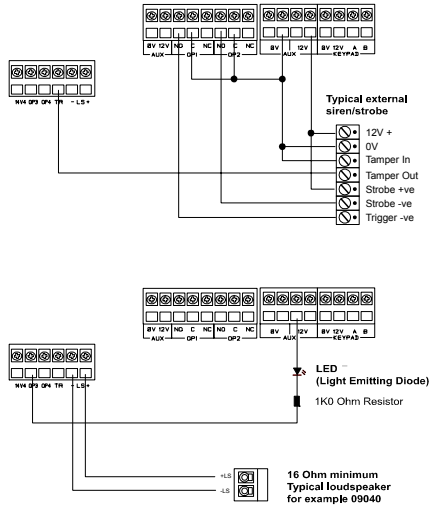 0V 12V NO C NC NO C NC
AUX OP1 OP2
0V 12V
AUX
0V 12V A B
KEYPAD
INV4 OP3 OP4 TR - LS +
Typical external
siren/strobe
12V +
0V
Tamper In
Tamper Out
Strobe +ve
Strobe -ve
Trigger -ve
0V 12V NO C NC NO C NC
AUX OP1 OP2
0V 12V
AUX
0V 12V A B
KEYPAD
INV4 OP3 OP4 TR - LS +
LED
(Light Emitting Diode)
1K0 Ohm Resistor
+LS
-LS
16 Ohm minimum
Typical loudspeaker
for example 09040